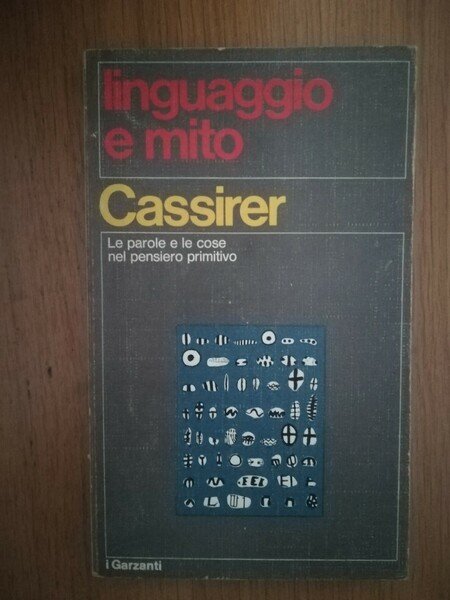 linguaggio
e mito
Cassirer
Le parole e le cose
nel pensiero primitivo
i Garzanti